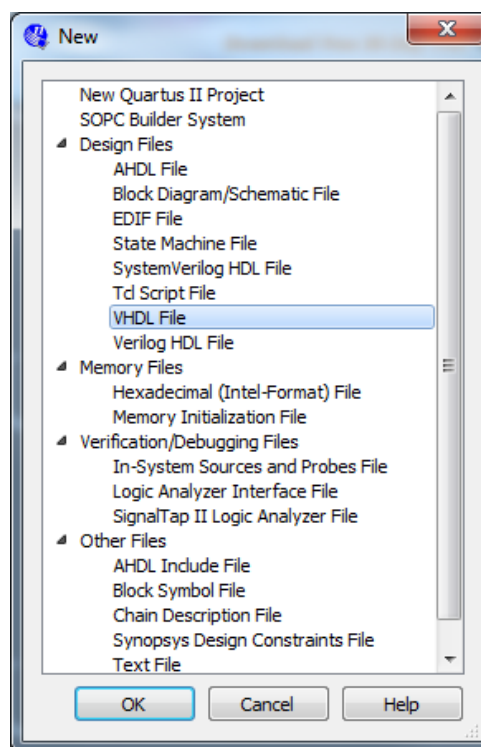 New
New Quartus II Project
SOPC Builder System
Design Files
AHDL File
Block Diagram/Schematic File
EDIF File
State Machine File
SystemVerilog HDL File
Tcl Script File
VHDL File
Verilog HDL File
Memory Files
Hexadecimal (Intel-Format) File
Memory Initialization File
Verification/Debugging Files
In-System Sources and Probes File
Logic Analyzer Interface File
SignalTap II Logic Analyzer File
Other Files
AHDL Include File
Block Symbol File
Chain Description File
Synopsys Design Constraints File
Text File
OK Cancel Help